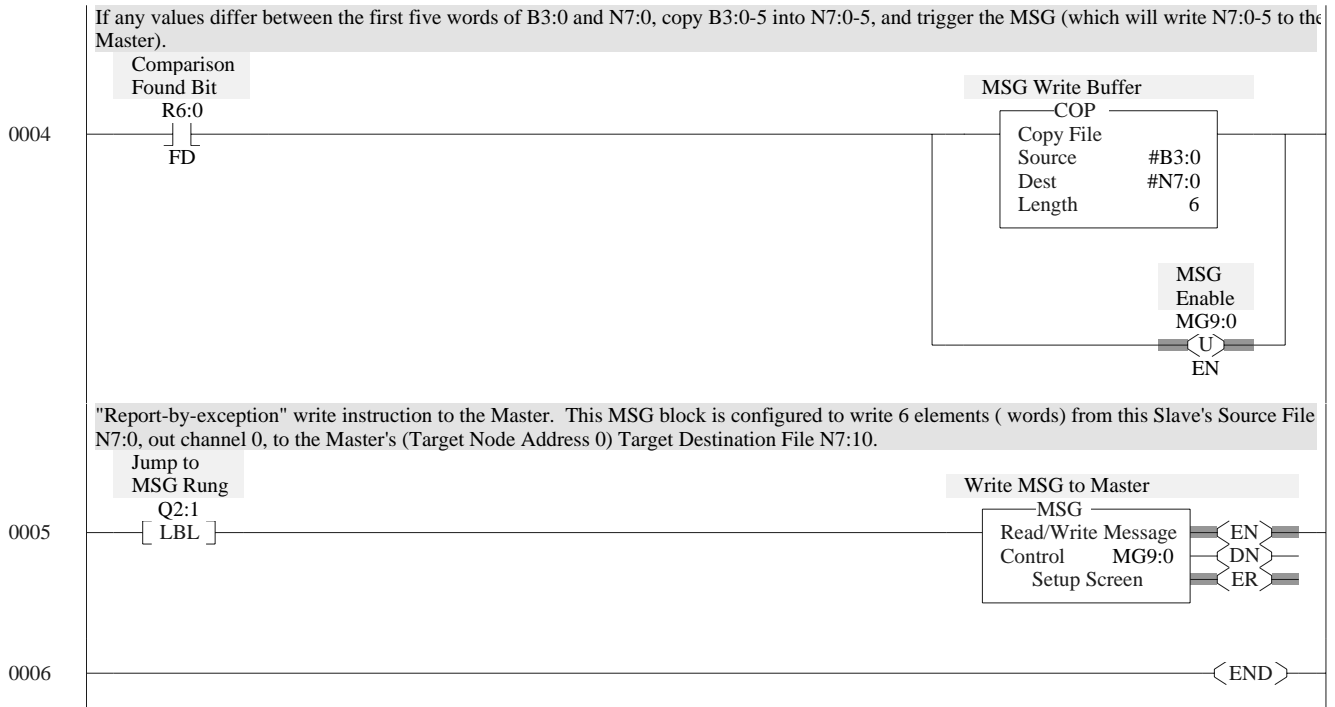 If any values differ between the first five words of B3:0 and N7:0, copy B3:0-5 into N7:0-5, and trigger the MSG (which will write N7:0-5 to the
Master).
Comparison
Found Bit
R6:0
FD
0004
MSG Write Buffer
COP
Copy File
Source #B3:0
Dest #N7:0
Length 6
MSG
Enable
MG9:0
U
EN
"Report-by-exception" write instruction to the Master. This MSG block is configured to write 6 elements ( words) from this Slave's Source File
N7:0, out channel 0, to the Master's (Target Node Address 0) Target Destination File N7:10.
Jump to
MSG Rung
Q2:1
0005
LBL
Write MSG to Master
MSG
Read/Write Message
Control MG9:0
Setup Screen
EN
DN
ER
0006
END